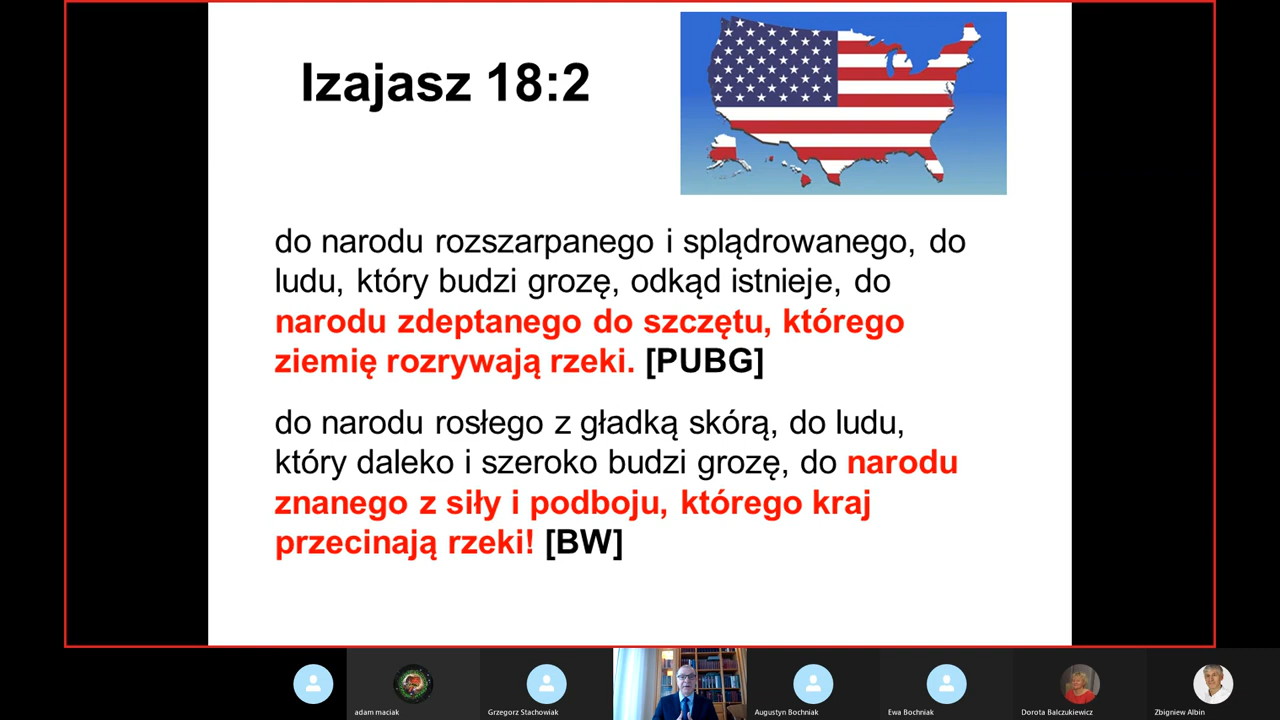 Izajasz 18:2
do narodu rozszarpanego i splądrowanego, do
ludu, który budzi grozę, odkąd istnieje, do
narodu zdeptanego do szczętu, którego
ziemię rozrywają rzeki. [PUBG]
do narodu rosłego z gładką skórą, do ludu,
który daleko i szeroko budzi grozę, do narodu
znanego z siły i podboju, którego kraj
przecinają rzeki! [BW]
adam maciak
Grzegorz Stachowiak
Augustyn Bochniak
Ewa Bochniak
Dorota Balczukiewicz
Zbigniew Albin